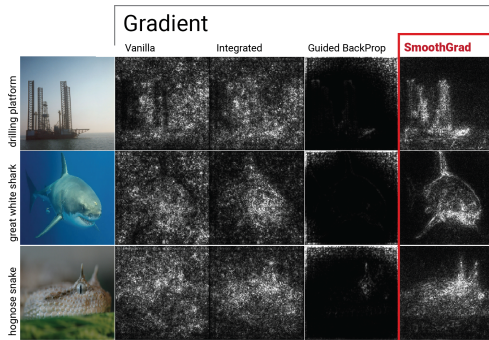 Gradient
Vanilla
Integrated
Guided BackProp
SmoothGrad
drilling platform
great white shark
hognose snake